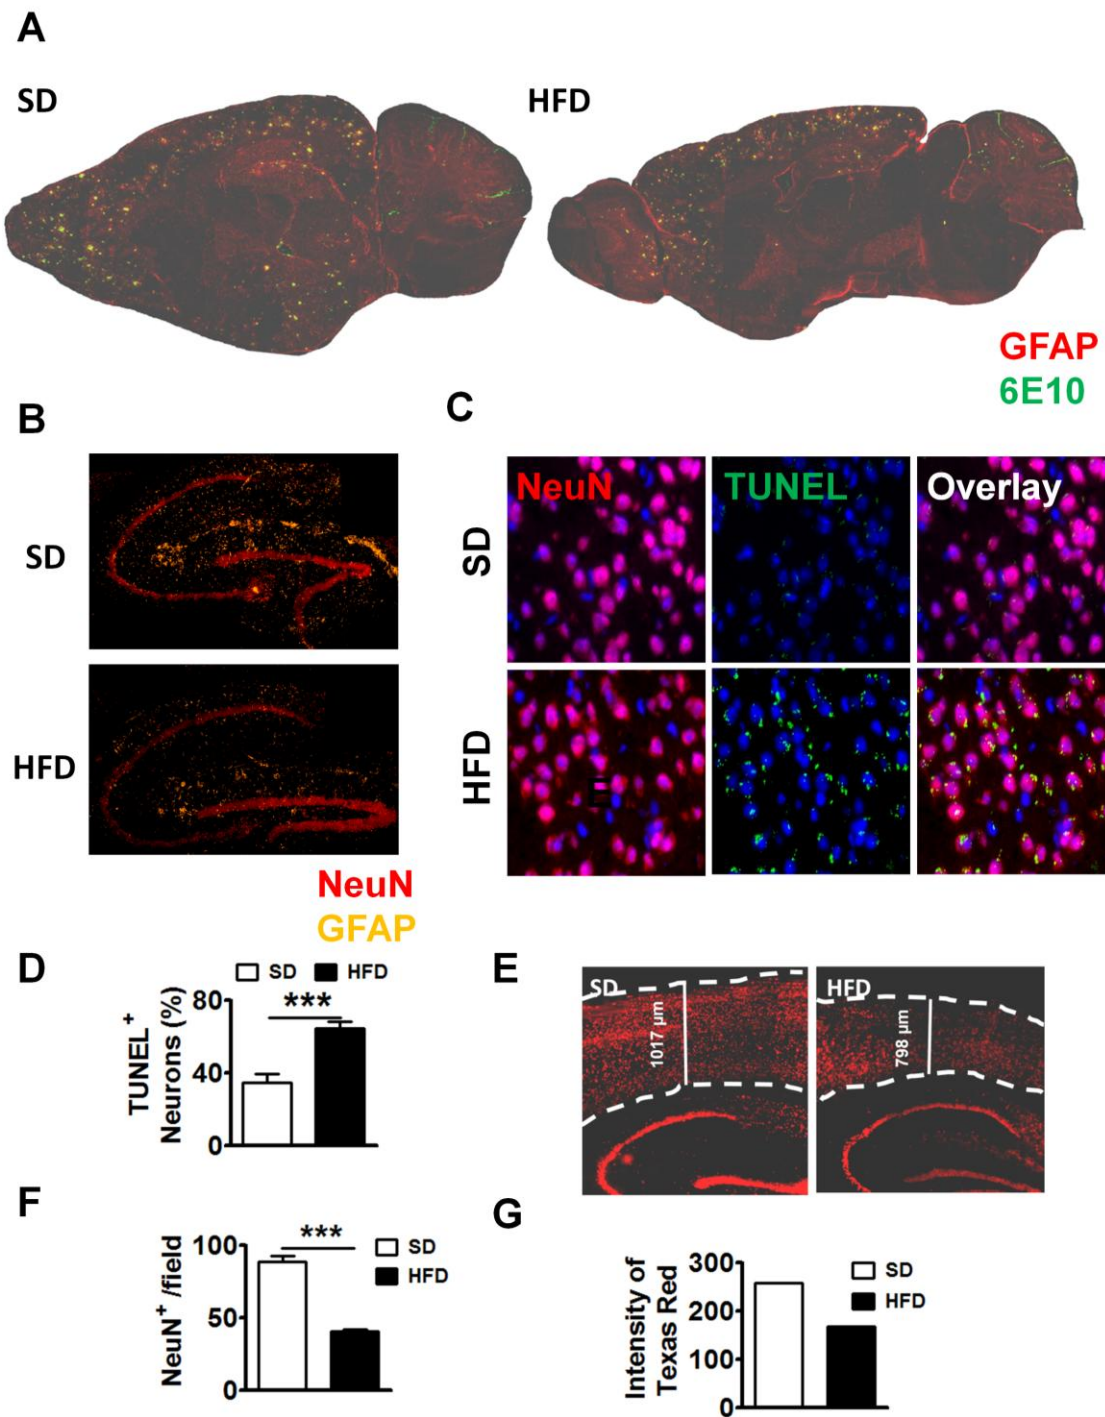 A
SD
HFD
GFAP
6E10
B
SD
HFD
NeuN
GFAP
C
NeuN
TUNEL
Overlay
SD
HFD
E
D
SD
HFD
***
TUNEL+
Neurons (%)
80
40
0
E
SD
HFD
1017 µm
798 µm
F
***
SD
HFD
NeuN+ /field
100
50
0
G
SD
HFD
Intensity of
Texas Red
300
200
100
0